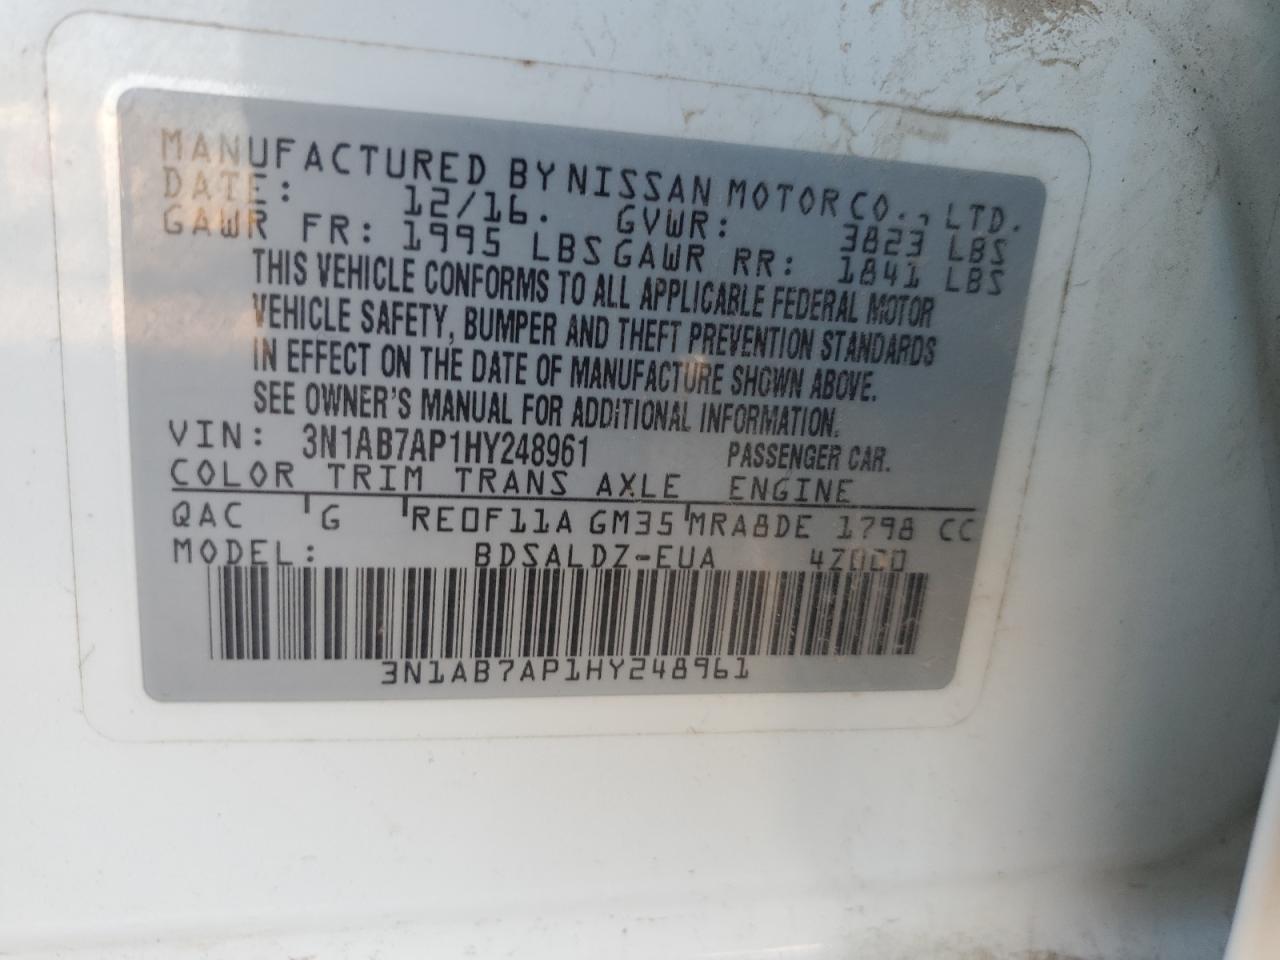 MANUFACTURED BY NISSAN MOTOR CO., LTD.
DATE: 12/16. GVWR: 3823 LBS
GAWR FR: 1995 LBS GAWR RR: 1841 LBS
THIS VEHICLE CONFORMS TO ALL APPLICABLE FEDERAL MOTOR
VEHICLE SAFETY, BUMPER AND THEFT PREVENTION STANDARDS
IN EFFECT ON THE DATE OF MANUFACTURE SHOWN ABOVE.
SEE OWNER'S MANUAL FOR ADDITIONAL INFORMATION.
VIN: 3N1AB7AP1HY248961 PASSENGER CAR.
COLOR TRIM TRANS AXLE ENGINE
QAC G RE0F11A GM35 MRA8DE 1798 CC
MODEL: BDSALDZ-EUA 4Z000
3N1AB7AP1HY248961